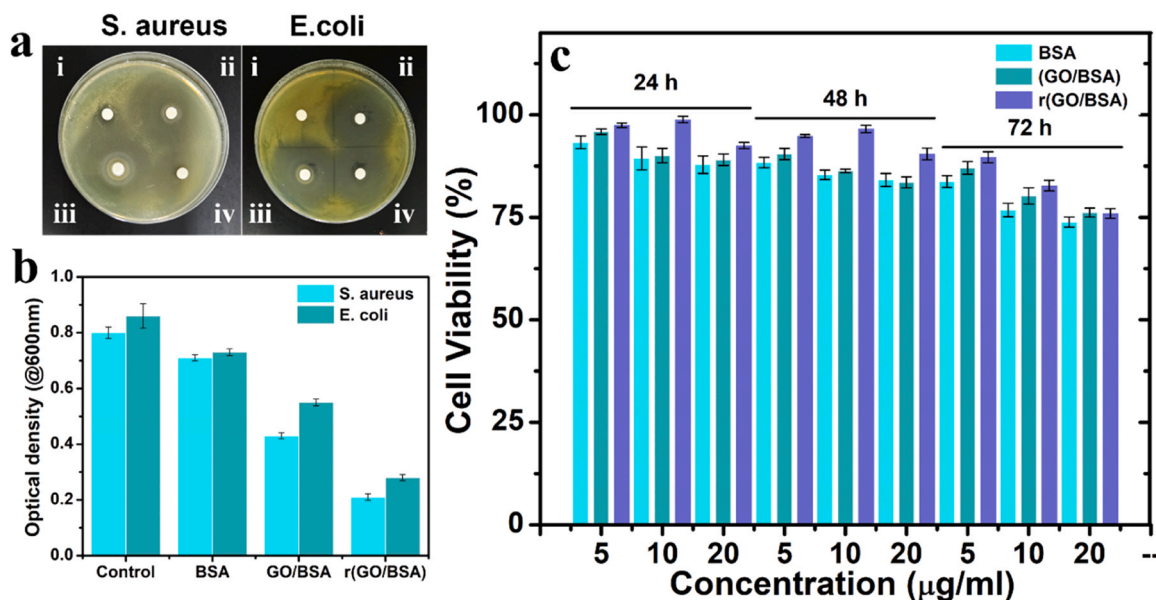 a
S. aureus
E.coli
i
ii
iii
iv
i
ii
iii
iv
b
Optical density (@600nm)
1.0
0.8
0.6
0.4
0.2
0.0
S. aureus
E. coli
Control BSA GO/BSA r(GO/BSA)
c
Cell Viability (%)
100
75
50
25
0
BSA
(GO/BSA)
r(GO/BSA)
24 h
48 h
72 h
5 10 20 5 10 20 5 10 20 --
Concentration (μg/ml)